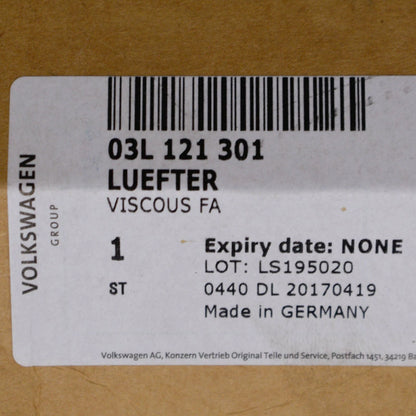 VOLKSWAGEN
GROUP
03L 121 301
LUEFTER
VISCOUS FA
1
ST
Expiry date: NONE
LOT: LS195020
0440 DL 20170419
Made in GERMANY
Volkswagen AG, Konzern Vertrieb Original Teile und Service, Postfach 1451, 34219 Ba